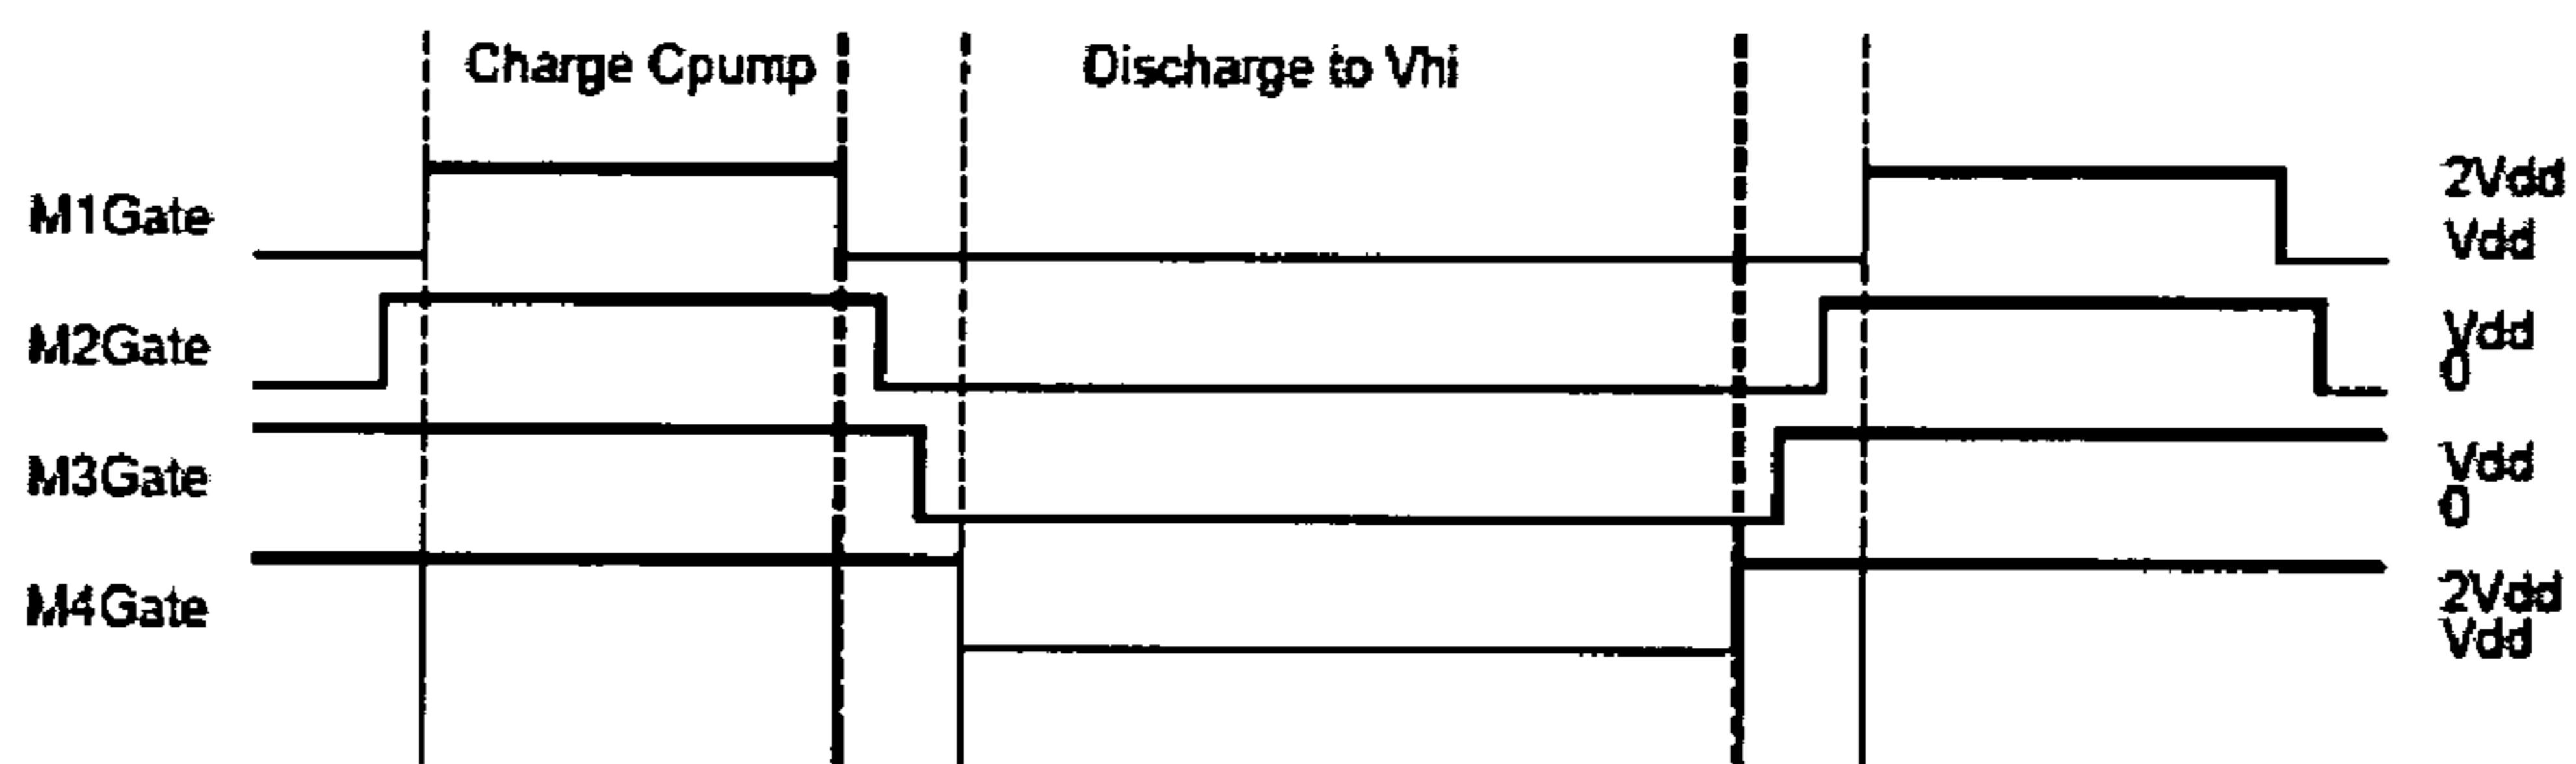 Charge Cpump
Discharge to Vhi
M1Gate
2Vdd
Vdd
M2Gate
Vdd
0
M3Gate
Vdd
0
M4Gate
2Vdd
Vdd